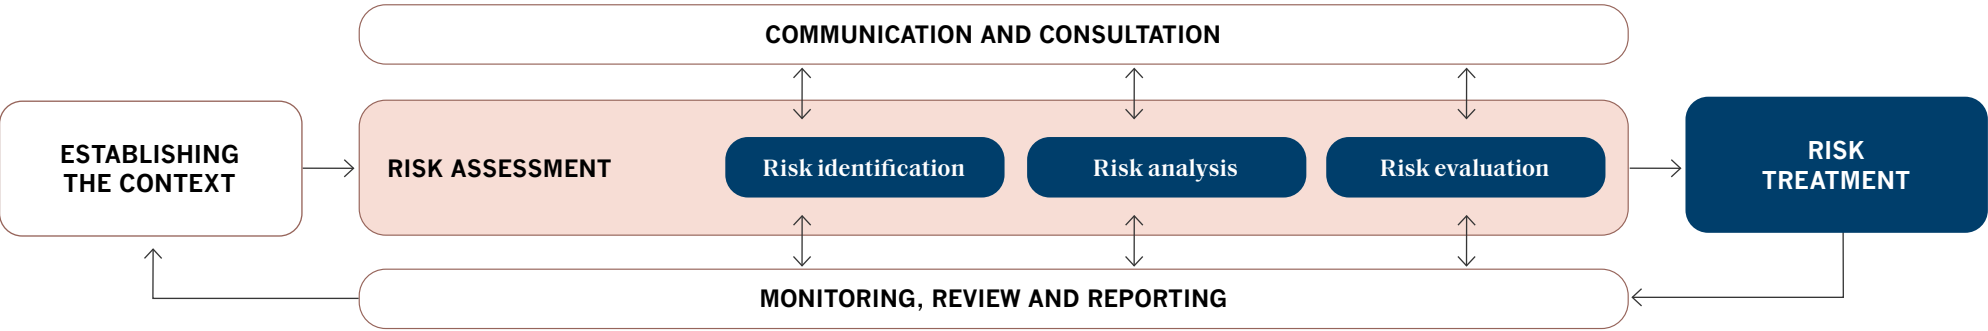 COMMUNICATION AND CONSULTATION
ESTABLISHING
THE CONTEXT
RISK ASSESSMENT
Risk identification
Risk analysis
Risk evaluation
RISK
TREATMENT
MONITORING, REVIEW AND REPORTING